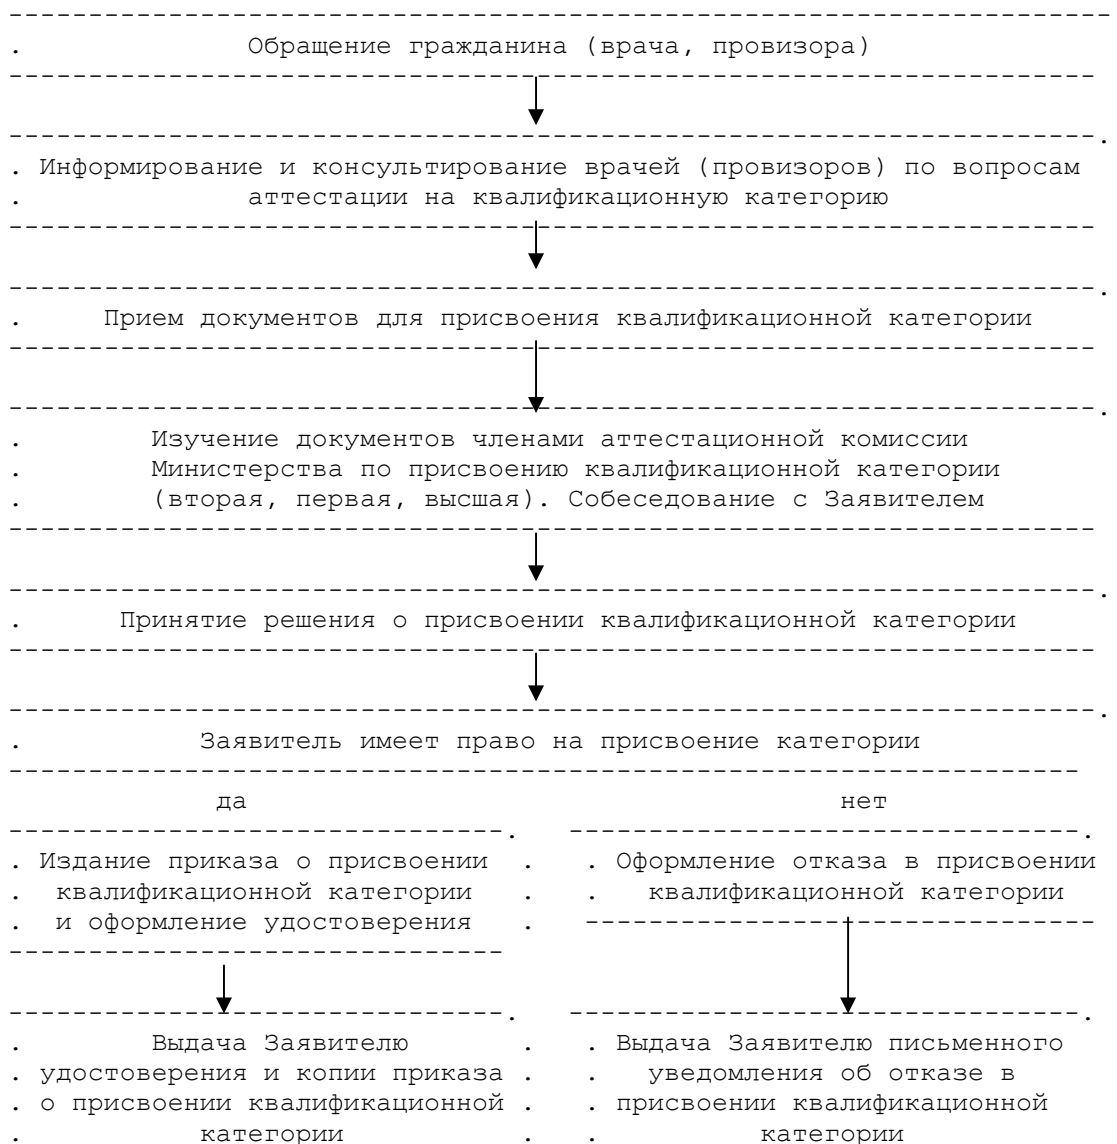 Обращение гражданина (врача, провизора)
Информирование и консультирование врачей (провизоров) по вопросам
аттестации на квалификационную категорию
Прием документов для присвоения квалификационной категории
Изучение документов членами аттестационной комиссии
Министерства по присвоению квалификационной категории
(вторая, первая, высшая). Собеседование с Заявителем
Принятие решения о присвоении квалификационной категории
Заявитель имеет право на присвоение категории
да
нет
Издание приказа о присвоении
квалификационной категории
и оформление удостоверения
Оформление отказа в присвоении
квалификационной категории
Выдача Заявителю
удостоверения и копии приказа
о присвоении квалификационной
категории
Выдача Заявителю письменного
уведомления об отказе в
присвоении квалификационной
категории